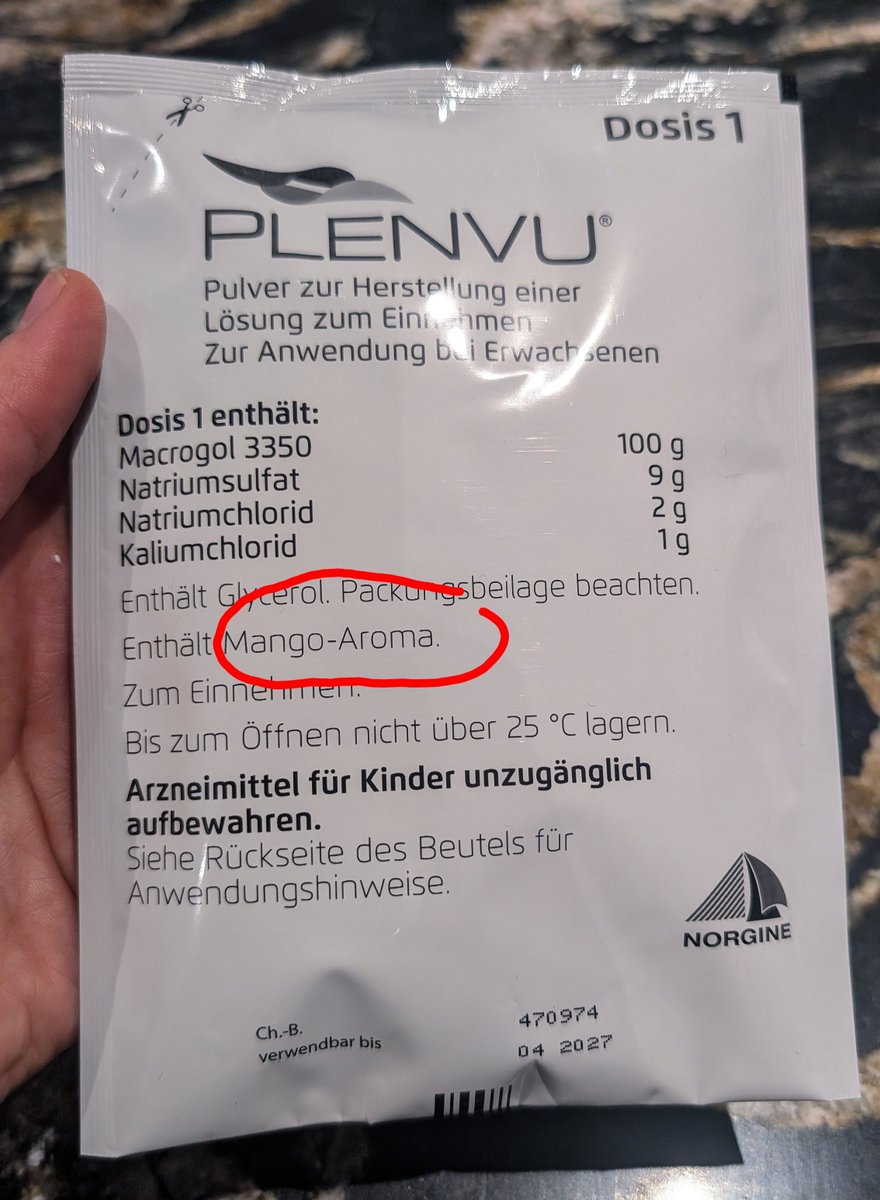 Dosis 1
PLENVU®
Pulver zur Herstellung einer
Lösung zum Einnehmen
Zur Anwendung bei Erwachsenen
Dosis 1 enthält:
Macrogol 3350 100 g
Natriumsulfat 9 g
Natriumchlorid 2 g
Kaliumchlorid 1 g
Enthält Glycerol. Packungsbeilage beachten.
Enthält Mango-Aroma.
Zum Einnehmen.
Bis zum Öffnen nicht über 25 °C lagern.
Arzneimittel für Kinder unzugänglich
aufbewahren.
Siehe Rückseite des Beutels für
Anwendungshinweise.
NORGINE
Ch.-B. 470974
verwendbar bis 04 2027